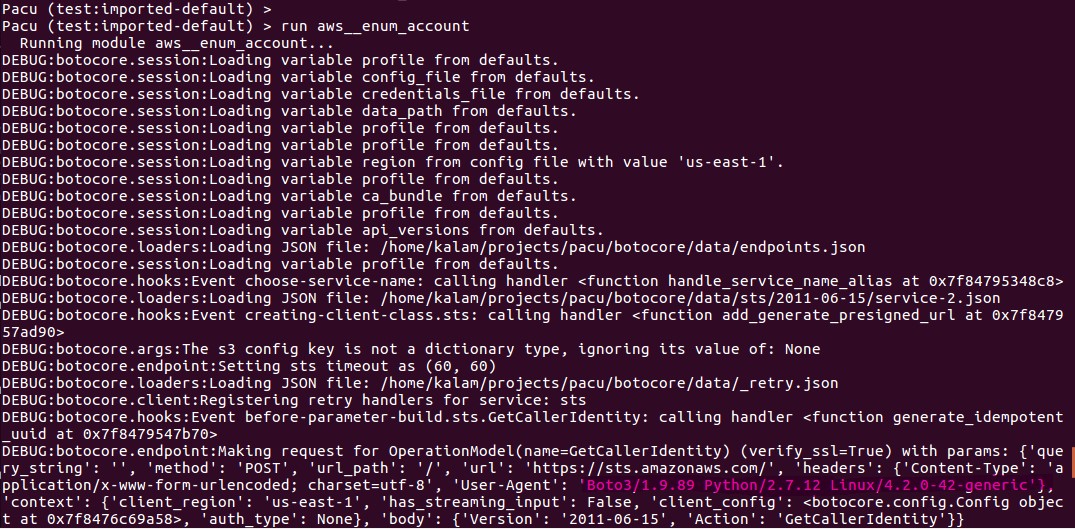 Pacu (test:imported-default) >
Pacu (test:imported-default) > run aws__enum_account
  Running module aws__enum_account...
DEBUG:botocore.session:Loading variable profile from defaults.
DEBUG:botocore.session:Loading variable config_file from defaults.
DEBUG:botocore.session:Loading variable credentials_file from defaults.
DEBUG:botocore.session:Loading variable data_path from defaults.
DEBUG:botocore.session:Loading variable profile from defaults.
DEBUG:botocore.session:Loading variable profile from defaults.
DEBUG:botocore.session:Loading variable region from config file with value 'us-east-1'.
DEBUG:botocore.session:Loading variable profile from defaults.
DEBUG:botocore.session:Loading variable ca_bundle from defaults.
DEBUG:botocore.session:Loading variable profile from defaults.
DEBUG:botocore.session:Loading variable api_versions from defaults.
DEBUG:botocore.loaders:Loading JSON file: /home/kalam/projects/pacu/botocore/data/endpoints.json
DEBUG:botocore.session:Loading variable profile from defaults.
DEBUG:botocore.hooks:Event choose-service-name: calling handler <function handle_service_name_alias at 0x7f84795348c8>
DEBUG:botocore.loaders:Loading JSON file: /home/kalam/projects/pacu/botocore/data/sts/2011-06-15/service-2.json
DEBUG:botocore.hooks:Event creating-client-class.sts: calling handler <function add_generate_presigned_url at 0x7f8479
57ad90>
DEBUG:botocore.args:The s3 config key is not a dictionary type, ignoring its value of: None
DEBUG:botocore.endpoint:Setting sts timeout as (60, 60)
DEBUG:botocore.loaders:Loading JSON file: /home/kalam/projects/pacu/botocore/data/_retry.json
DEBUG:botocore.client:Registering retry handlers for service: sts
DEBUG:botocore.hooks:Event before-parameter-build.sts.GetCallerIdentity: calling handler <function generate_idempotent
_uuid at 0x7f8479547b70>
DEBUG:botocore.endpoint:Making request for OperationModel(name=GetCallerIdentity) (verify_ssl=True) with params: {'que
ry_string': '', 'method': 'POST', 'url_path': '/', 'url': 'https://sts.amazonaws.com/', 'headers': {'Content-Type': 'a
pplication/x-www-form-urlencoded; charset=utf-8', 'User-Agent': 'Boto3/1.9.89 Python/2.7.12 Linux/4.2.0-42-generic'},
'context': {'client_region': 'us-east-1', 'has_streaming_input': False, 'client_config': <botocore.config.Config objec
t at 0x7f8476c69a58>, 'auth_type': None}, 'body': {'Version': '2011-06-15', 'Action': 'GetCallerIdentity'}}